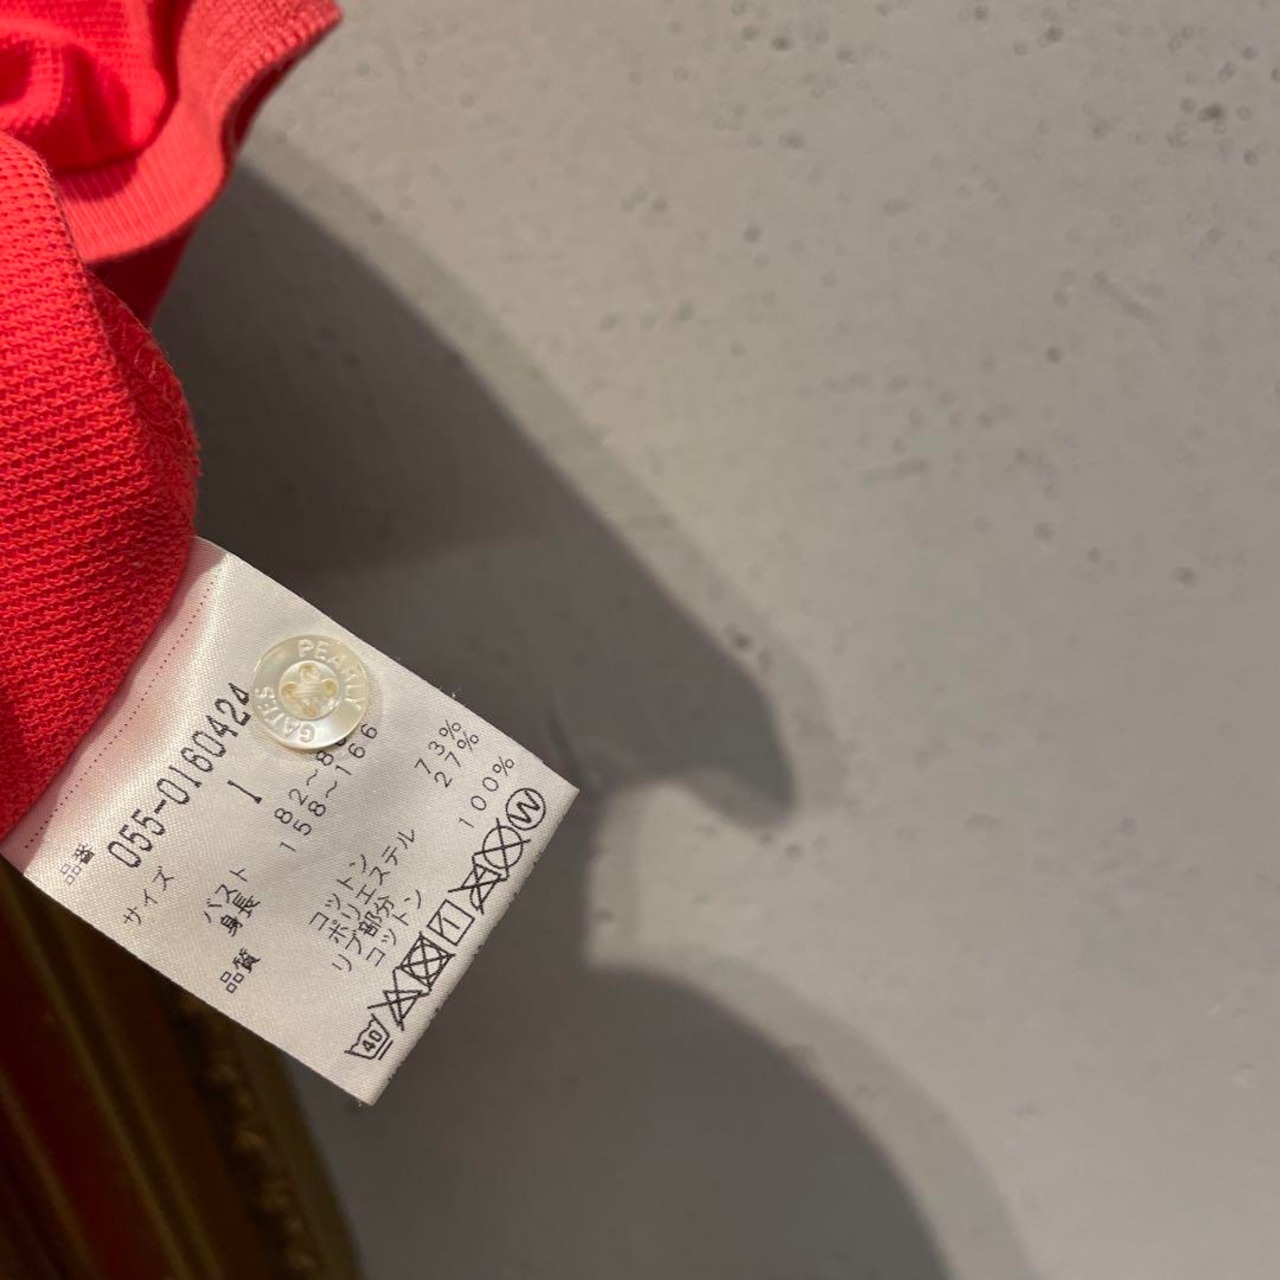 PEARLY GATES
品番 055-0160424
サイズ 1
バスト 82~8
身長 158~166
品質
コットン 73%
ポリエステル 27%
リブ部分
コットン 100%
40
W